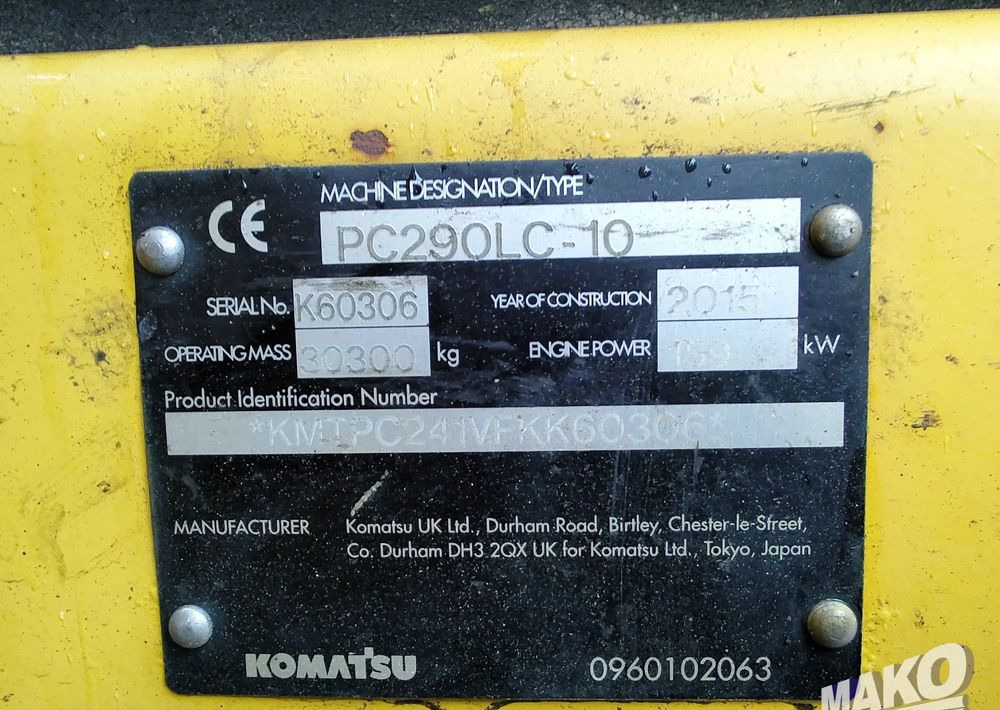 CE
MACHINE DESIGNATION/TYPE
PC290LC-10
SERIAL No. K60306 YEAR OF CONSTRUCTION 2015
OPERATING MASS 30300 kg ENGINE POWER 159 kW
Product Identification Number
*KMTPC241VFKK60306*
MANUFACTURER Komatsu UK Ltd., Durham Road, Birtley, Chester-le-Street,
Co. Durham DH3 2QX UK for Komatsu Ltd., Tokyo, Japan
KOMATSU 0960102063
MAKO